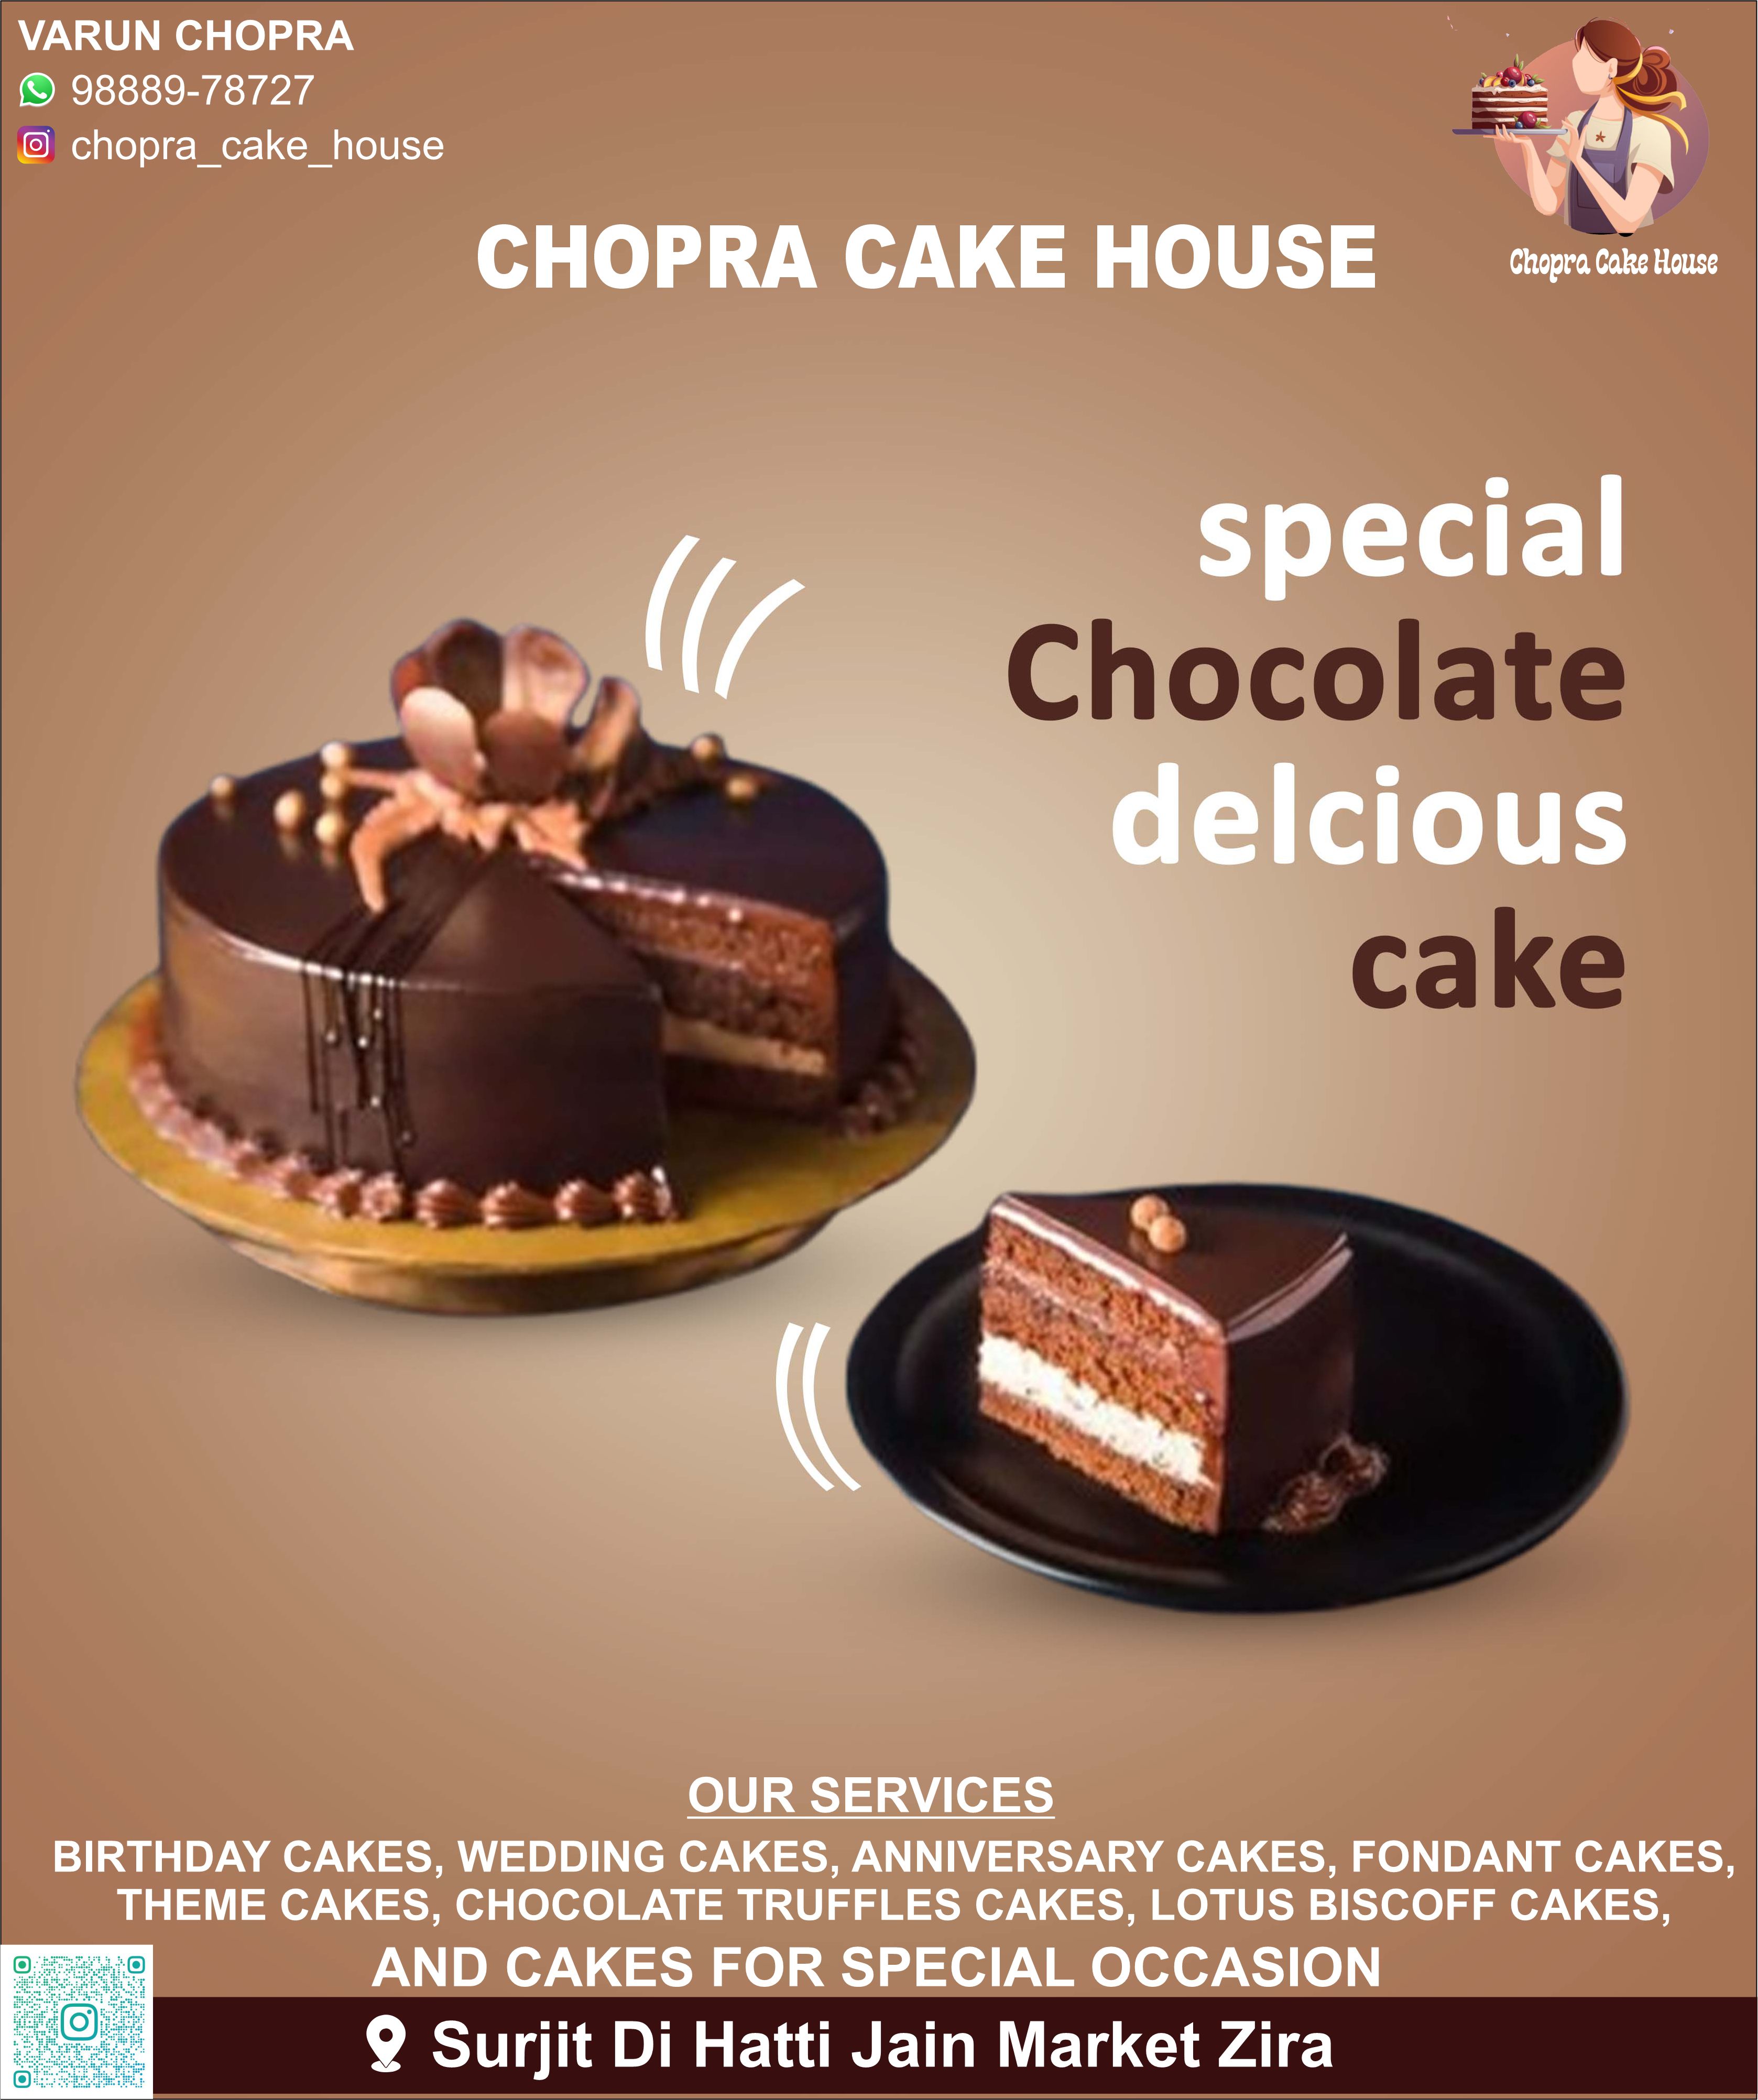 VARUN CHOPRA
98889-78727
chopra_cake_house
Chopra Cake House
CHOPRA CAKE HOUSE
special
Chocolate
delcious
cake
OUR SERVICES
BIRTHDAY CAKES, WEDDING CAKES, ANNIVERSARY CAKES, FONDANT CAKES,
THEME CAKES, CHOCOLATE TRUFFLES CAKES, LOTUS BISCOFF CAKES,
AND CAKES FOR SPECIAL OCCASION
Surjit Di Hatti Jain Market Zira